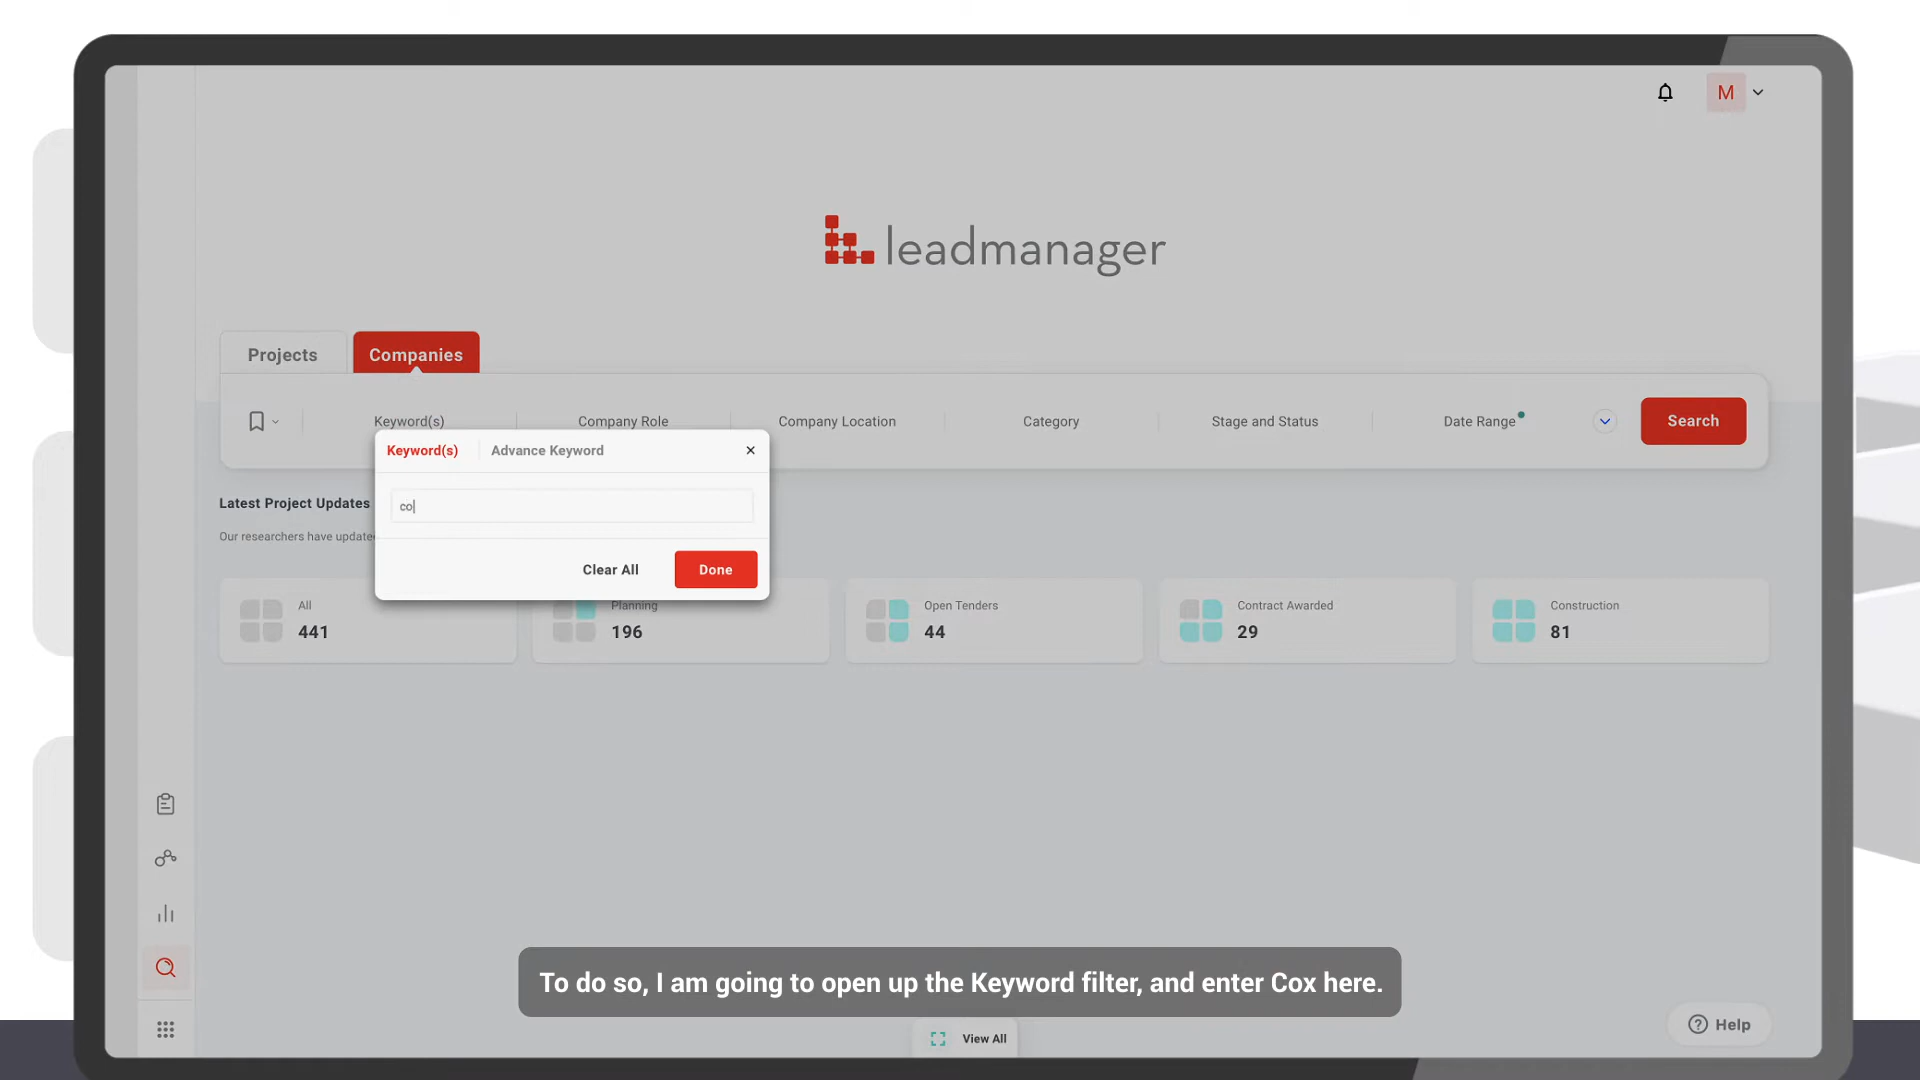 M
leadmanager
Projects
Companies
Keyword(s)
Company Role
Company Location
Category
Stage and Status
Date Range
Search
Keyword(s)
Advance Keyword
co
Clear All
Done
Latest Project Updates
Our researchers have update
All
441
Planning
196
Open Tenders
44
Contract Awarded
29
Construction
81
To do so, I am going to open up the Keyword filter, and enter Cox here.
View All
Help